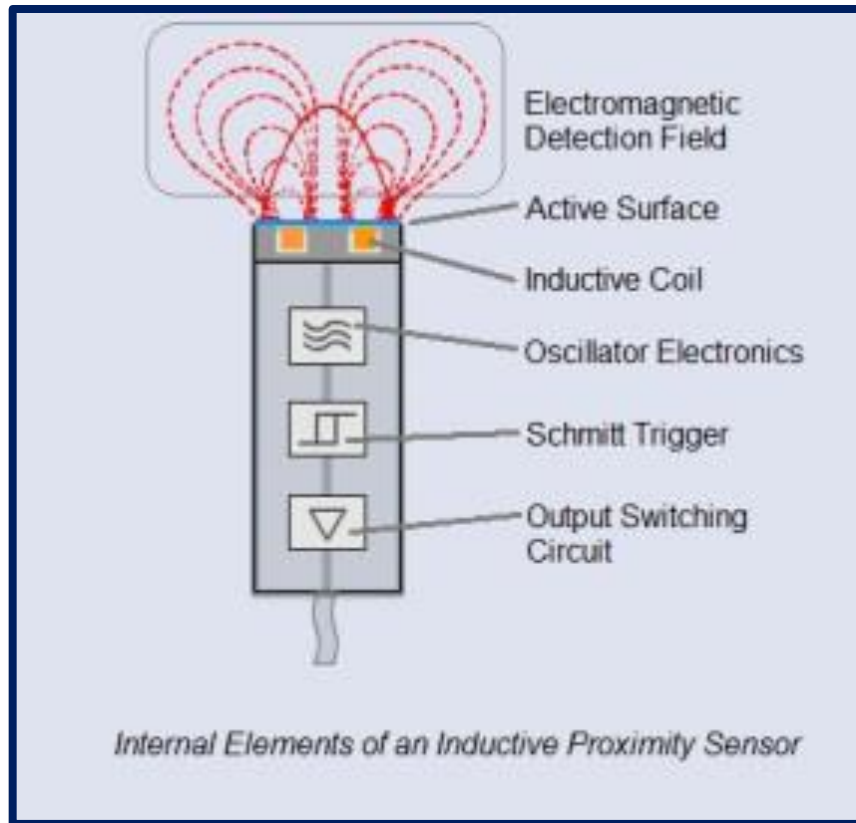 Electromagnetic
Detection Field
Active Surface
Inductive Coil
Oscillator Electronics
Schmitt Trigger
Output Switching
Circuit
Internal Elements of an Inductive Proximity Sensor